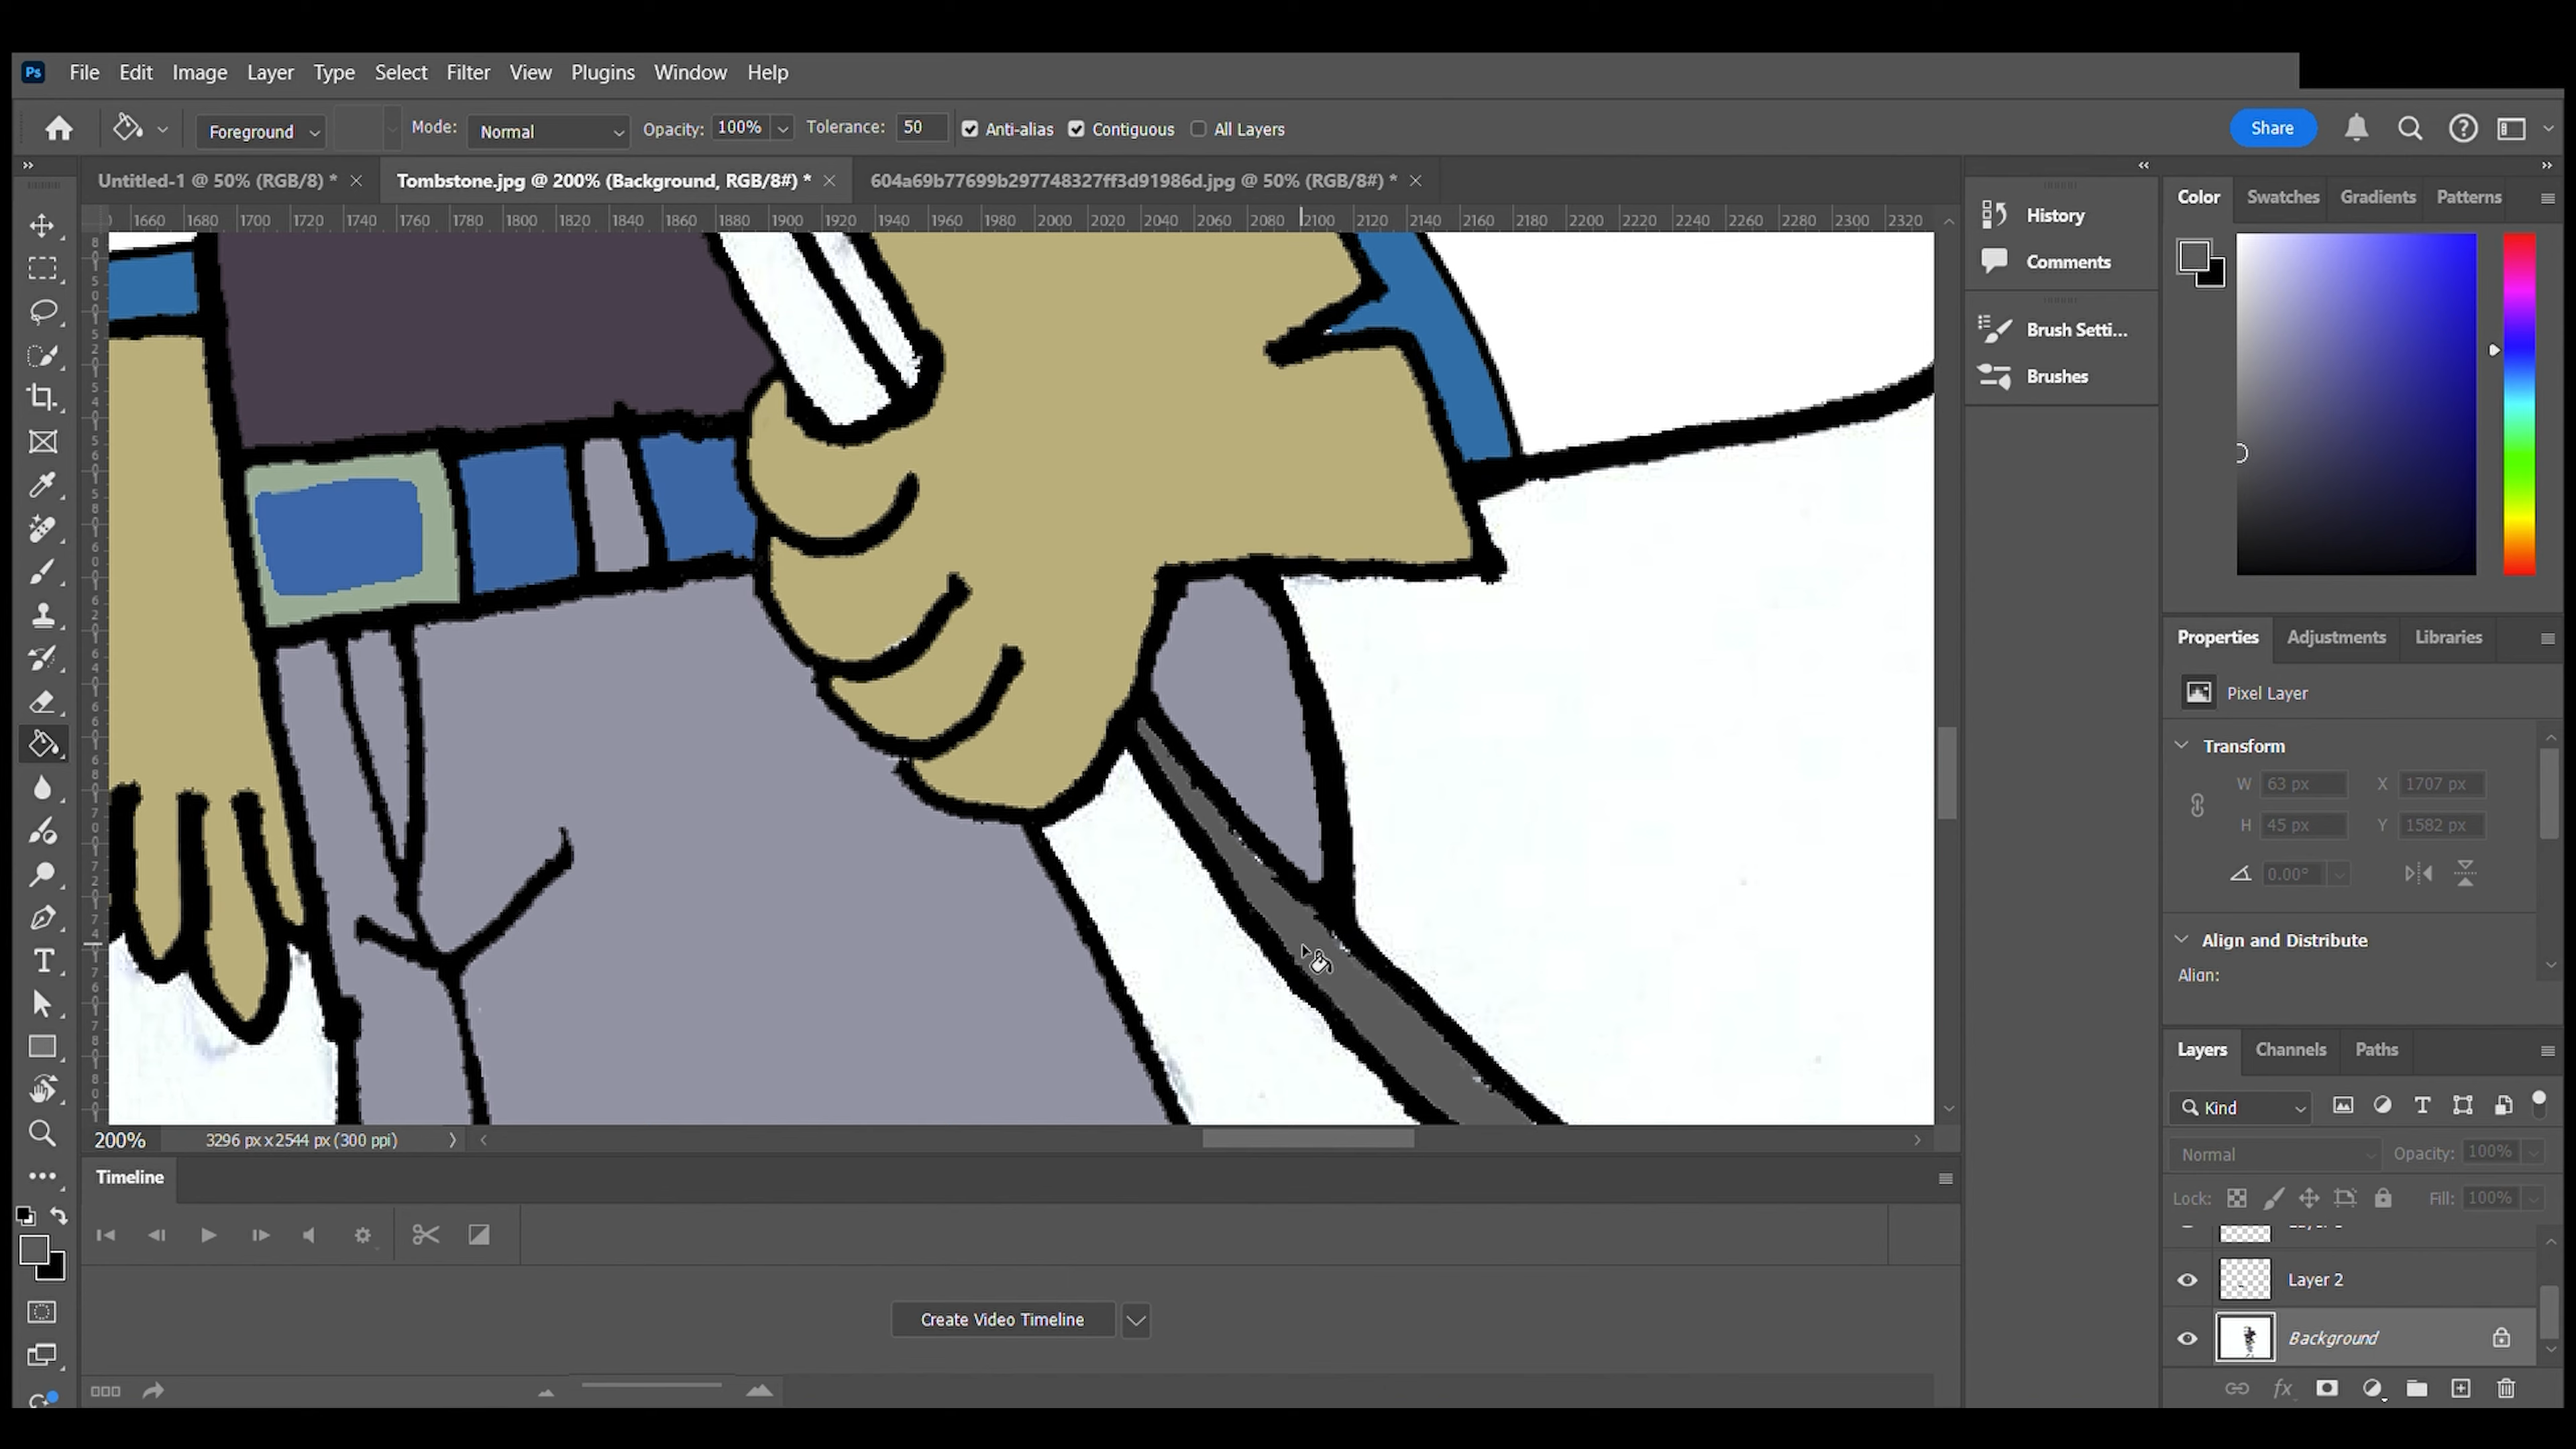 Ps File Edit Image Layer Type Select Filter View Plugins Window Help
Foreground Mode: Normal Opacity: 100% Tolerance: 50 Anti-alias Contiguous All Layers Share
Untitled-1 @ 50% (RGB/8) * Tombstone.jpg @ 200% (Background, RGB/8#) * 604a69b77699b297748327ff3d91986d.jpg @ 50% (RGB/8#) *
1660 1680 1700 1720 1740 1760 1780 1800 1820 1840 1860 1880 1900 1920 1940 1960 1980 2000 2020 2040 2060 2080 2100 2120 2140 2160 2180 2200 2220 2240 2260 2280 2300 2320
History
Comments
Brush Setti...
Brushes
Color Swatches Gradients Patterns
Properties Adjustments Libraries
Pixel Layer
Transform
W 63 px X 1707 px
H 45 px Y 1582 px
0.00°
Align and Distribute
Align:
Layers Channels Paths
Kind
Normal Opacity: 100%
Lock: Fill: 100%
Layer 2
Background
200% 3296 px x 2544 px (300 ppi)
Timeline
Create Video Timeline